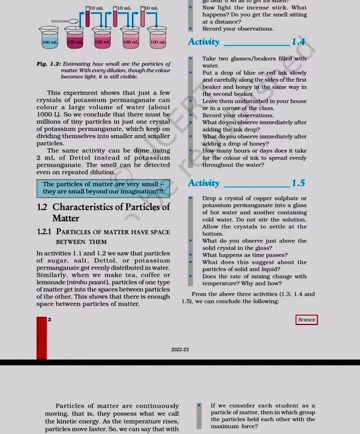 10 mL 10 mL 10 mL 10 mL
100 mL 100 mL 100 mL 100 mL 100 mL
Fig. 1.2: Estimating how small are the particles of
matter. With every dilution, though the colour
becomes light, it is still visible.
This experiment shows that just a few
crystals of potassium permanganate can
colour a large volume of water (about
1000 L). So we conclude that there must be
millions of tiny particles in just one crystal
of potassium permanganate, which keep on
dividing themselves into smaller and smaller
particles.
The same activity can be done using
2 mL of Dettol instead of potassium
permanganate. The smell can be detected
even on repeated dilution.
The particles of matter are very small –
they are small beyond our imagination!!!!
1.2 Characteristics of Particles of
Matter
1.2.1 PARTICLES OF MATTER HAVE SPACE
BETWEEN THEM
In activities 1.1 and 1.2 we saw that particles
of sugar, salt, Dettol, or potassium
permanganate got evenly distributed in water.
Similarly, when we make tea, coffee or
lemonade (nimbu paani), particles of one type
of matter get into the spaces between particles
of the other. This shows that there is enough
space between particles of matter.
2
• Now light the incense stick. What
happens? Do you get the smell sitting
at a distance?
• Record your observations.
Activity 1.4
• Take two glasses/beakers filled with
water.
• Put a drop of blue or red ink slowly
and carefully along the sides of the first
beaker and honey in the same way in
the second beaker.
• Leave them undisturbed in your house
or in a corner of the class.
• Record your observations.
• What do you observe immediately after
adding the ink drop?
• What do you observe immediately after
adding a drop of honey?
• How many hours or days does it take
for the colour of ink to spread evenly
throughout the water?
Activity 1.5
• Drop a crystal of copper sulphate or
potassium permanganate into a glass
of hot water and another containing
cold water. Do not stir the solution.
Allow the crystals to settle at the
bottom.
• What do you observe just above the
solid crystal in the glass?
• What happens as time passes?
• What does this suggest about the
particles of solid and liquid?
• Does the rate of mixing change with
temperature? Why and how?
From the above three activities (1.3, 1.4 and
1.5), we can conclude the following:
SCIENCE
2022-23
Particles of matter are continuously
moving, that is, they possess what we call
the kinetic energy. As the temperature rises,
particles move faster. So, we can say that with
• If we consider each student as a
particle of matter, then in which group
the particles held each other with the
maximum force?